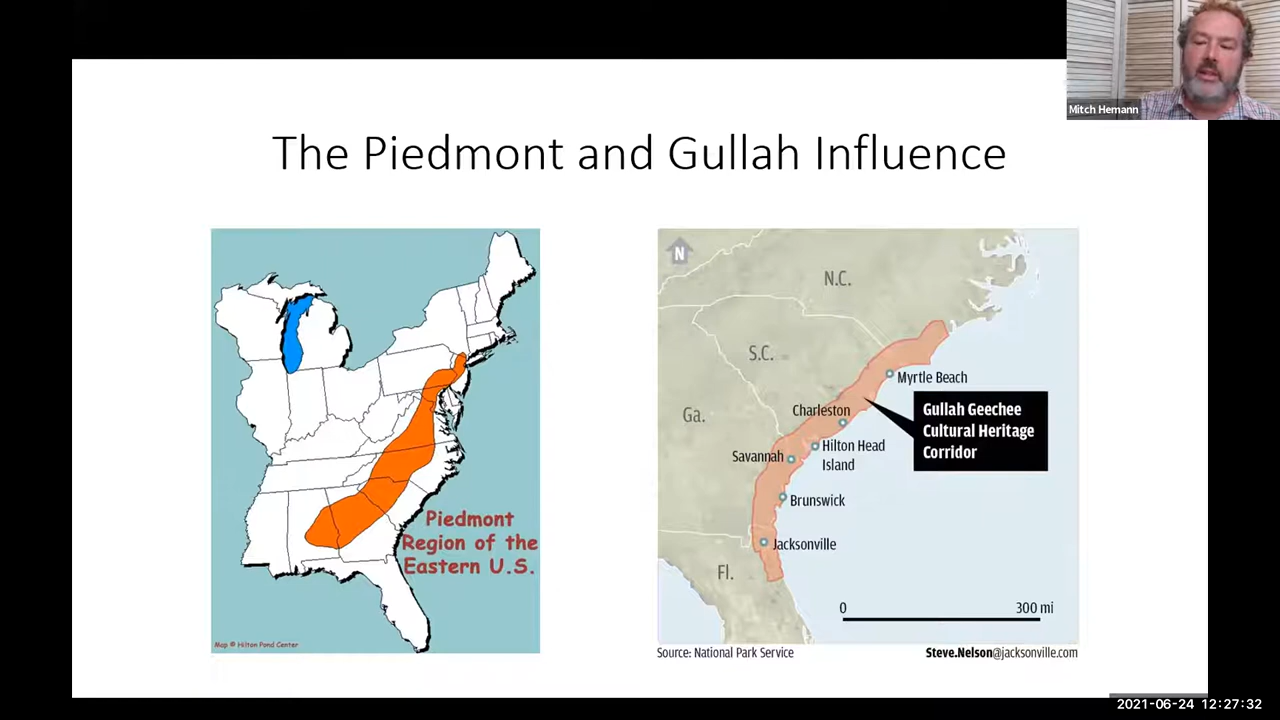 Mitch Hemann
The Piedmont and Gullah Influence
Piedmont
Region of the
Eastern U.S.
Map © Hilton Pond Center
N
N.C.
S.C.
Myrtle Beach
Ga.
Charleston
Gullah Geechee
Cultural Heritage
Corridor
Hilton Head
Island
Savannah
Brunswick
Jacksonville
Fl.
0 300 mi
Source: National Park Service Steve.Nelson@jacksonville.com
2021-06-24 12:27:32